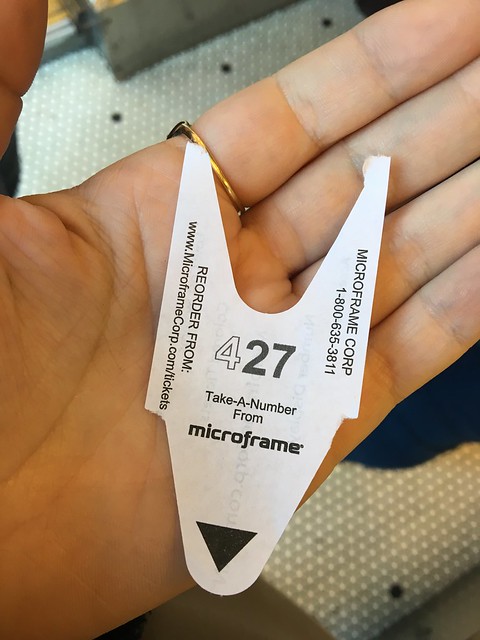 REORDER FROM:
www.MicroframeCorp.com/tickets
MICROFRAME CORP
1-800-635-3811
427
Take-A-Number
From
microframe